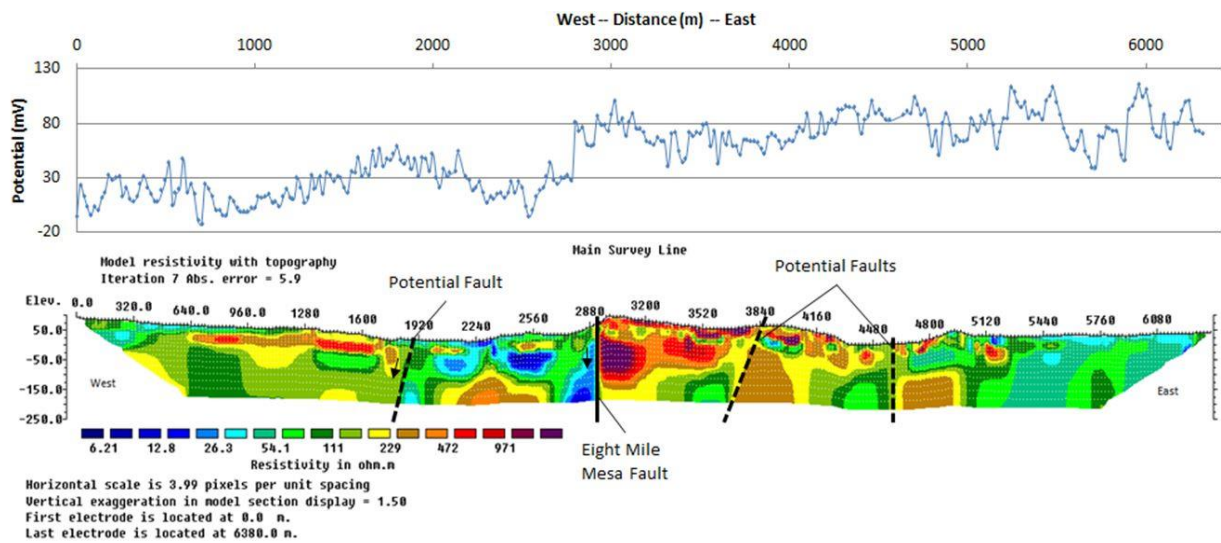 West -- Distance (m) -- East
0 1000 2000 3000 4000 5000 6000
130
80
30
-20
Potential (mV)
Main Survey Line
Model resistivity with topography
Iteration 7 Abs. error = 5.9
Potential Fault
Potential Faults
Elev. 0.0 320.0 640.0 960.0 1280 1600 1920 2240 2560 2880 3200 3520 3840 4160 4480 4800 5120 5440 5760 6080
50.0
-50.0
-150.0
-250.0
West
East
6.21 12.8 26.3 54.1 111 229 472 971
Resistivity in ohm.m
Eight Mile
Mesa Fault
Horizontal scale is 3.99 pixels per unit spacing
Vertical exaggeration in model section display = 1.50
First electrode is located at 0.0 m.
Last electrode is located at 6380.0 m.